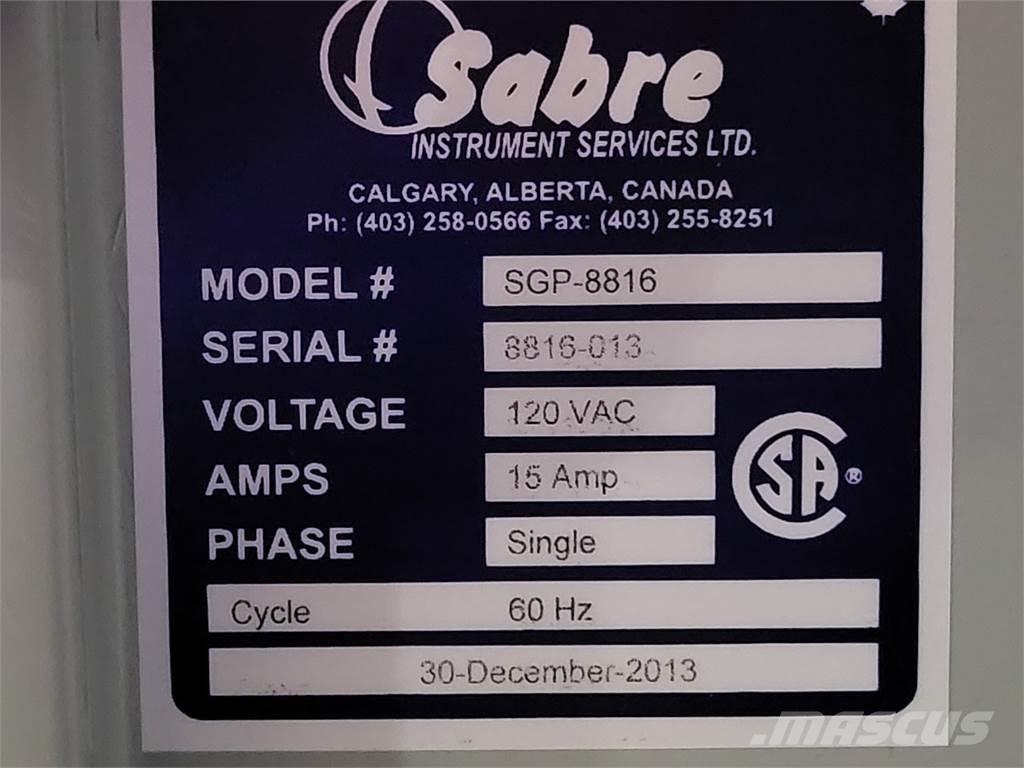 Sabre
INSTRUMENT SERVICES LTD.
CALGARY, ALBERTA, CANADA
Ph: (403) 258-0566 Fax: (403) 255-8251
MODEL # SGP-8816
SERIAL # 8816-013
VOLTAGE 120 VAC
AMPS 15 Amp
PHASE Single
CSA ®
Cycle 60 Hz
30-December-2013
MASCUS